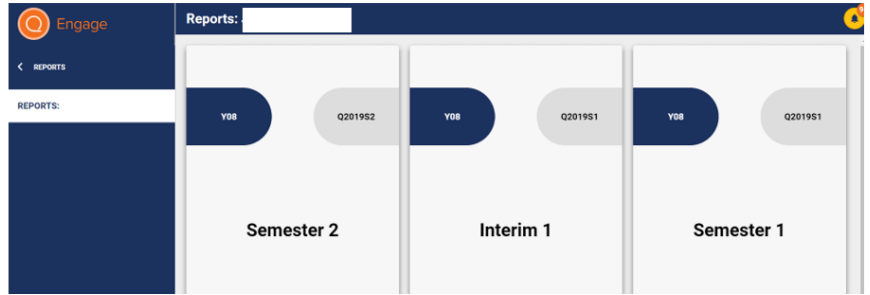 Engage
Reports:
REPORTS
REPORTS:
Y08
Q2019S2
Y08
Q2019S1
Y08
Q2019S1
Semester 2
Interim 1
Semester 1